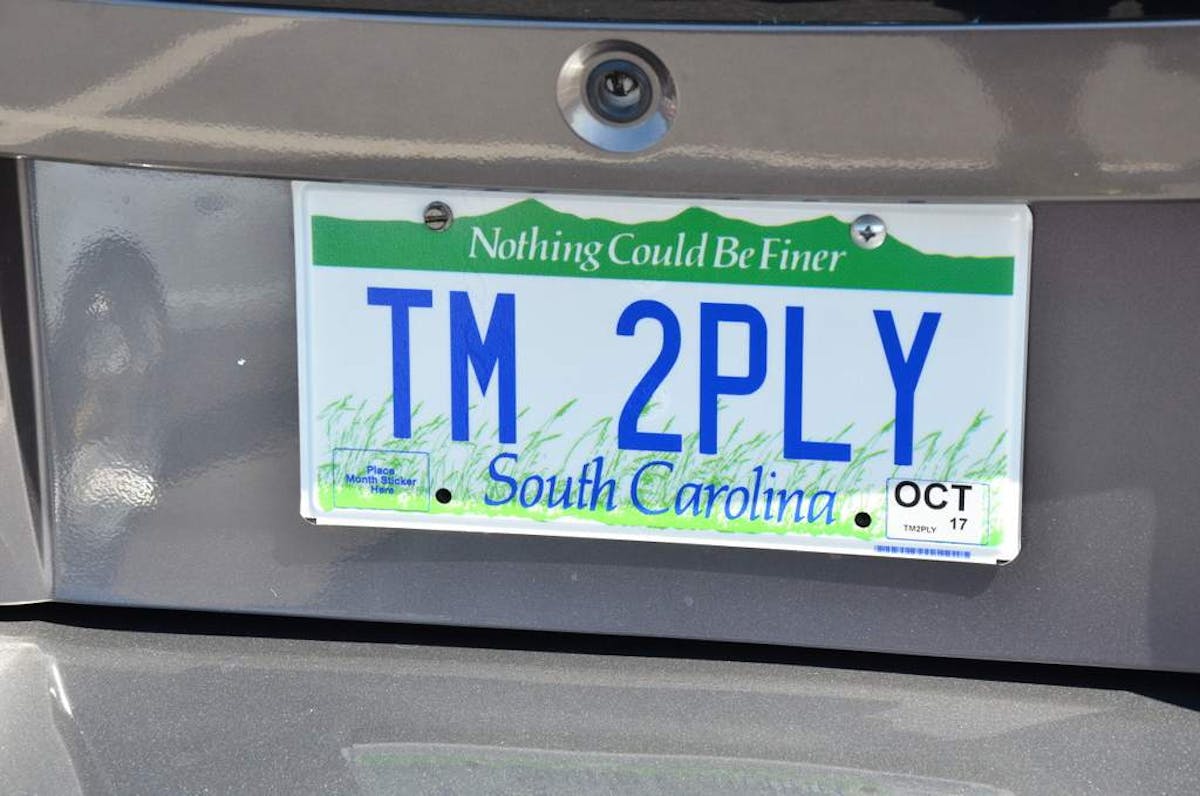 Nothing Could Be Finer
TM 2PLY
Place
Month Sticker
Here
South Carolina
OCT
TM2PLY 17